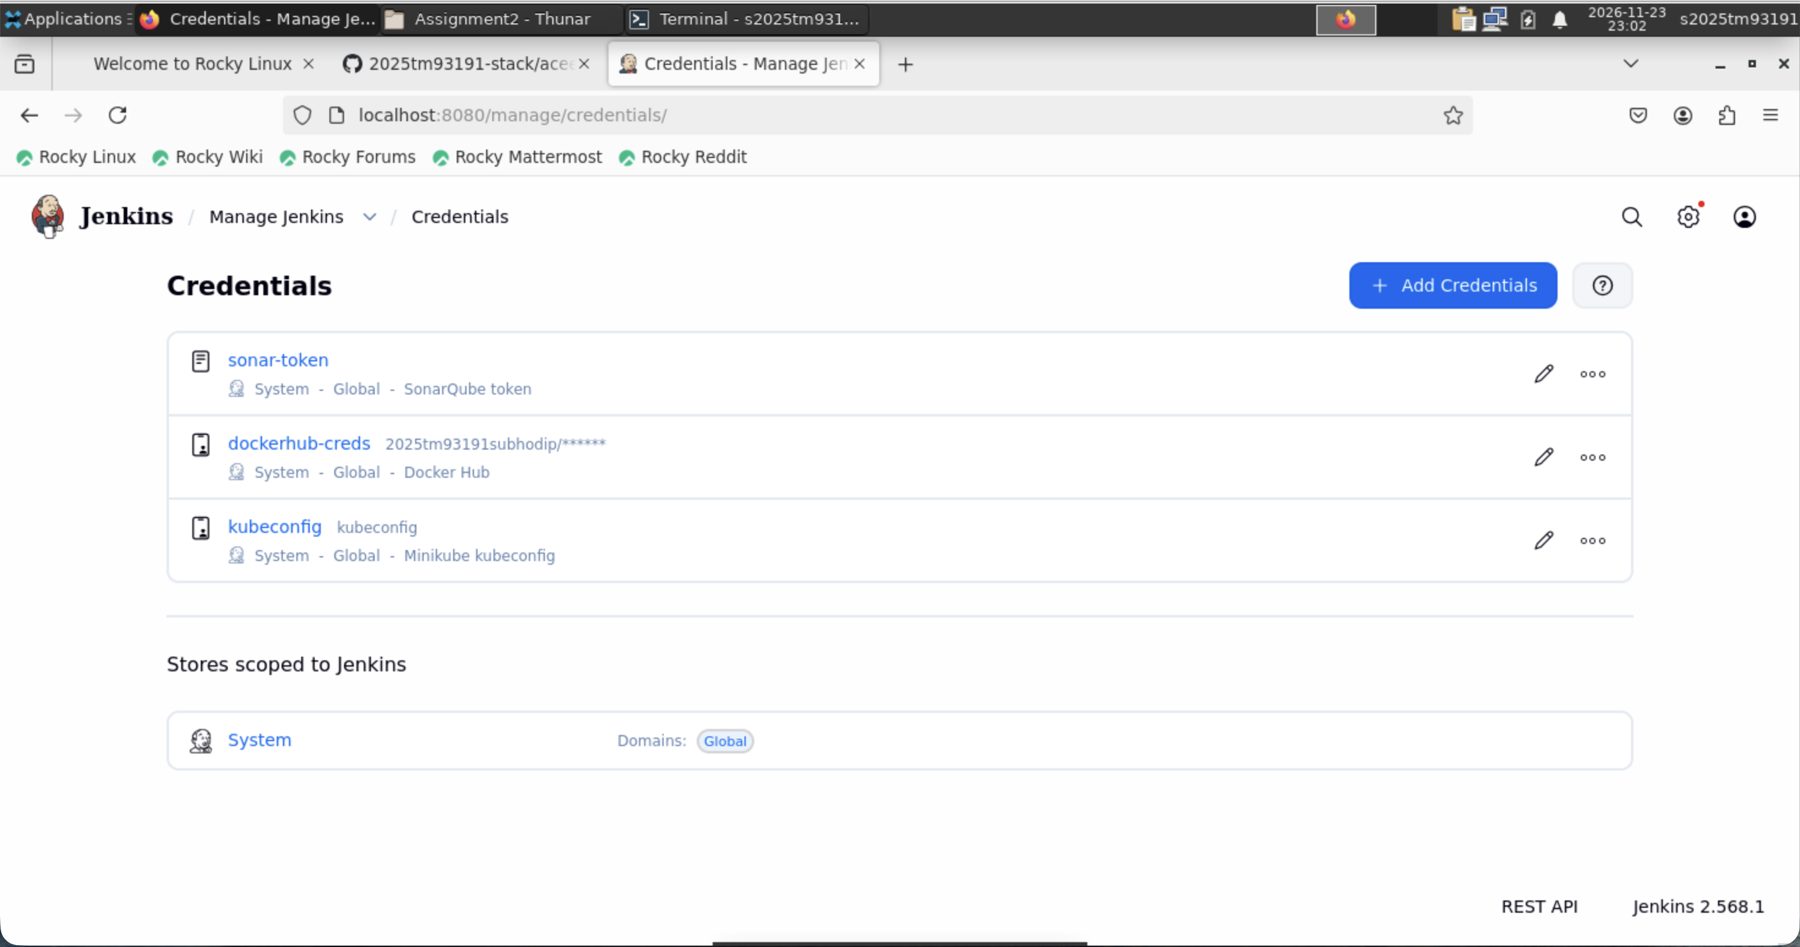 Applications
Credentials - Manage Je...
Assignment2 - Thunar
Terminal - s2025tm931...
2026-11-23
23:02
s2025tm93191
Welcome to Rocky Linux
2025tm93191-stack/ace
Credentials - Manage Jen
localhost:8080/manage/credentials/
Rocky Linux
Rocky Wiki
Rocky Forums
Rocky Mattermost
Rocky Reddit
Jenkins / Manage Jenkins / Credentials
Credentials
+ Add Credentials
sonar-token
System - Global - SonarQube token
dockerhub-creds 2025tm93191subhodip/******
System - Global - Docker Hub
kubeconfig kubeconfig
System - Global - Minikube kubeconfig
Stores scoped to Jenkins
System
Domains: Global
REST API
Jenkins 2.568.1